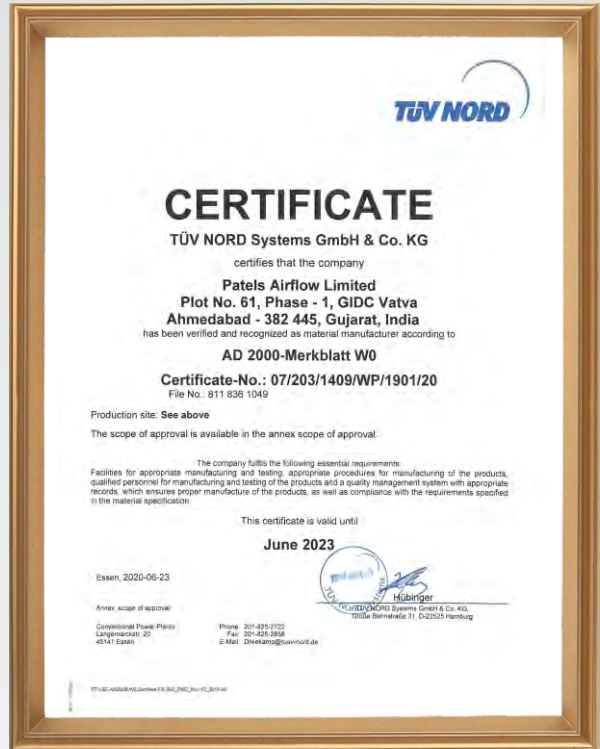 TÜV NORD
CERTIFICATE
TÜV NORD Systems GmbH & Co. KG
certifies that the company
Patels Airflow Limited
Plot No. 61, Phase - 1, GIDC Vatva
Ahmedabad - 382 445, Gujarat, India
has been verified and recognized as material manufacturer according to
AD 2000-Merkblatt W0
Certificate-No.: 07/203/1409/WP/1901/20
File No.: 811 836 1049
Production site: See above
The scope of approval is available in the annex scope of approval.
The company fulfils the following essential requirements:
Facilities for appropriate manufacturing and testing, appropriate procedures for manufacturing of the products,
qualified personnel for manufacturing and testing of the products and a quality management system with appropriate
records, which ensures proper manufacture of the products, as well as compliance with the requirements specified
in the material specification.
This certificate is valid until
June 2023
Essen, 2020-06-23
Hübinger
Annex: scope of approval
TÜV NORD Systems GmbH & Co. KG,
Große Bahnstraße 31, D-22525 Hamburg
Conventional Power Plants
Langemarckstr. 20
45141 Essen
Phone: 201-825-2722
Fax: 201-825-2858
E-Mail: